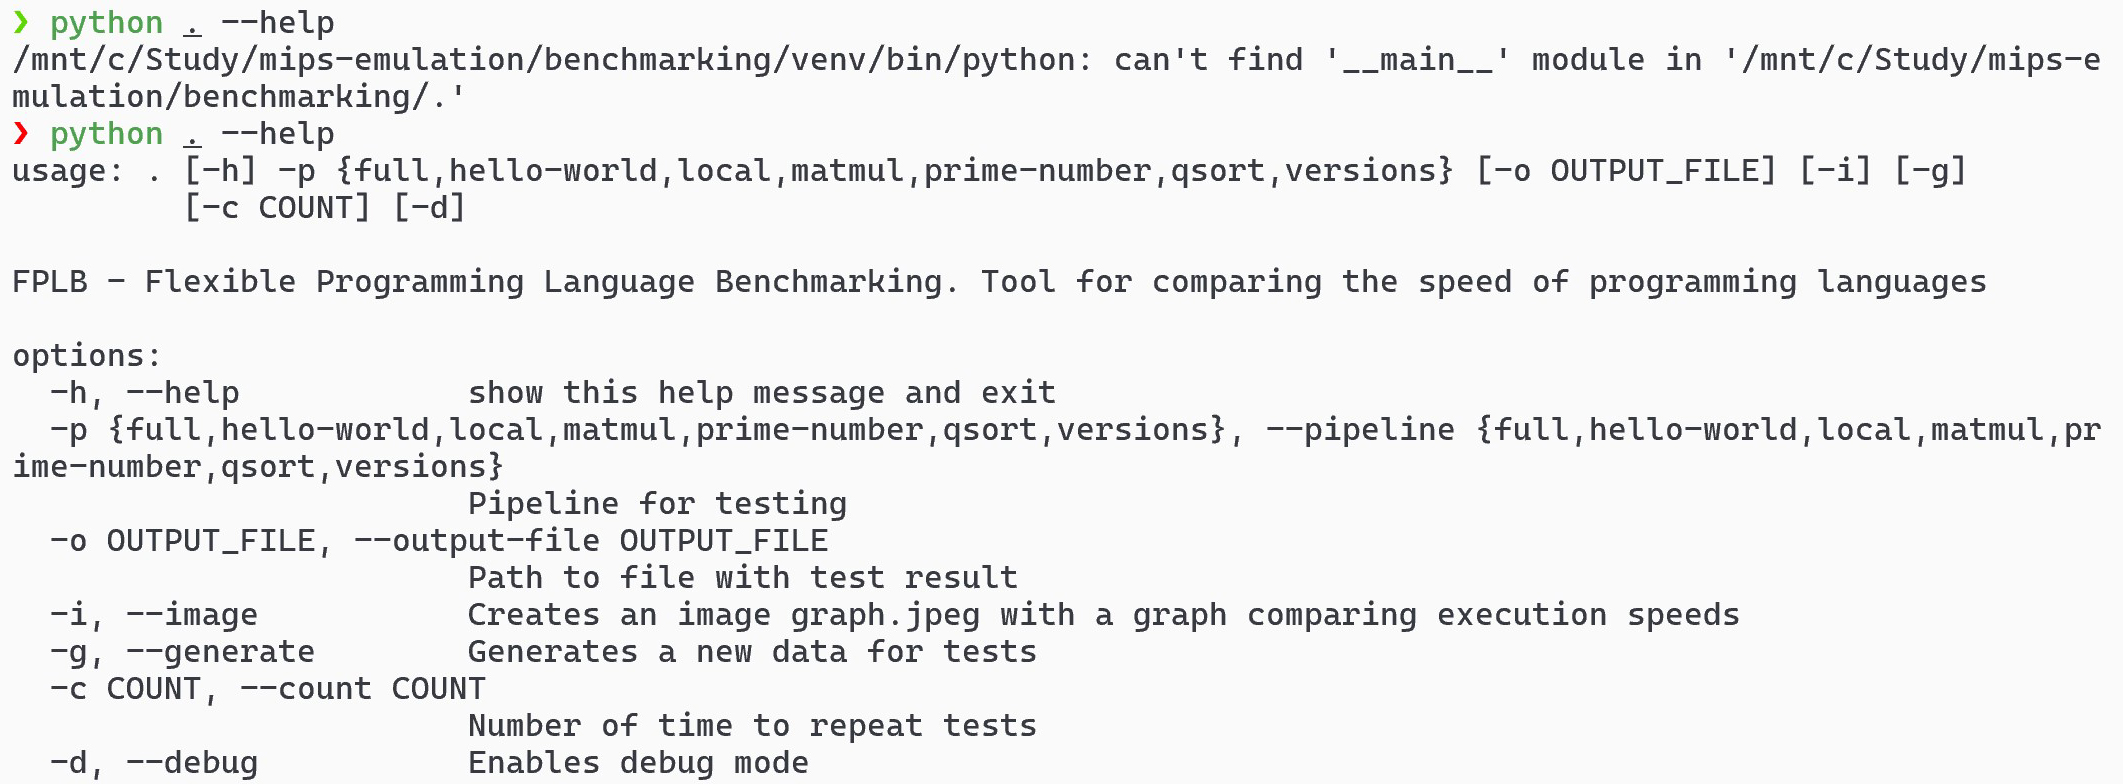 ❯ python . --help
/mnt/c/Study/mips-emulation/benchmarking/venv/bin/python: can't find '__main__' module in '/mnt/c/Study/mips-e
mulation/benchmarking/.'
❯ python . --help
usage: . [-h] -p {full,hello-world,local,matmul,prime-number,qsort,versions} [-o OUTPUT_FILE] [-i] [-g]
         [-c COUNT] [-d]

FPLB - Flexible Programming Language Benchmarking. Tool for comparing the speed of programming languages

options:
  -h, --help            show this help message and exit
  -p {full,hello-world,local,matmul,prime-number,qsort,versions}, --pipeline {full,hello-world,local,matmul,pr
ime-number,qsort,versions}
                        Pipeline for testing
  -o OUTPUT_FILE, --output-file OUTPUT_FILE
                        Path to file with test result
  -i, --image           Creates an image graph.jpeg with a graph comparing execution speeds
  -g, --generate        Generates a new data for tests
  -c COUNT, --count COUNT
                        Number of time to repeat tests
  -d, --debug           Enables debug mode